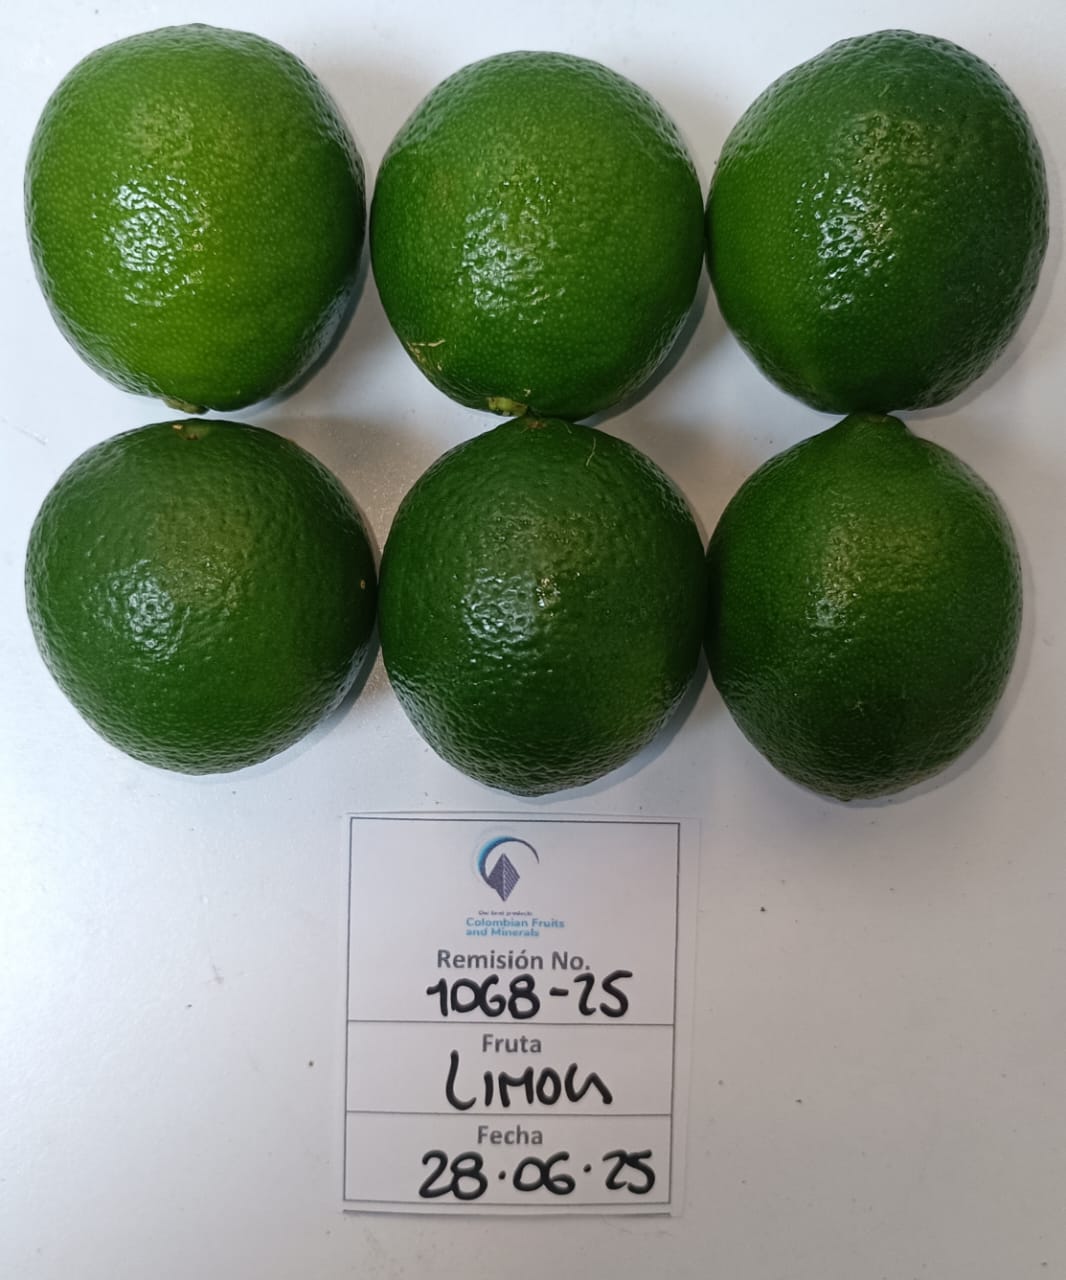 Our best products
Colombian Fruits
and Minerals
Remisión No.
1068-25
Fruta
LIMON
Fecha
28.06.25